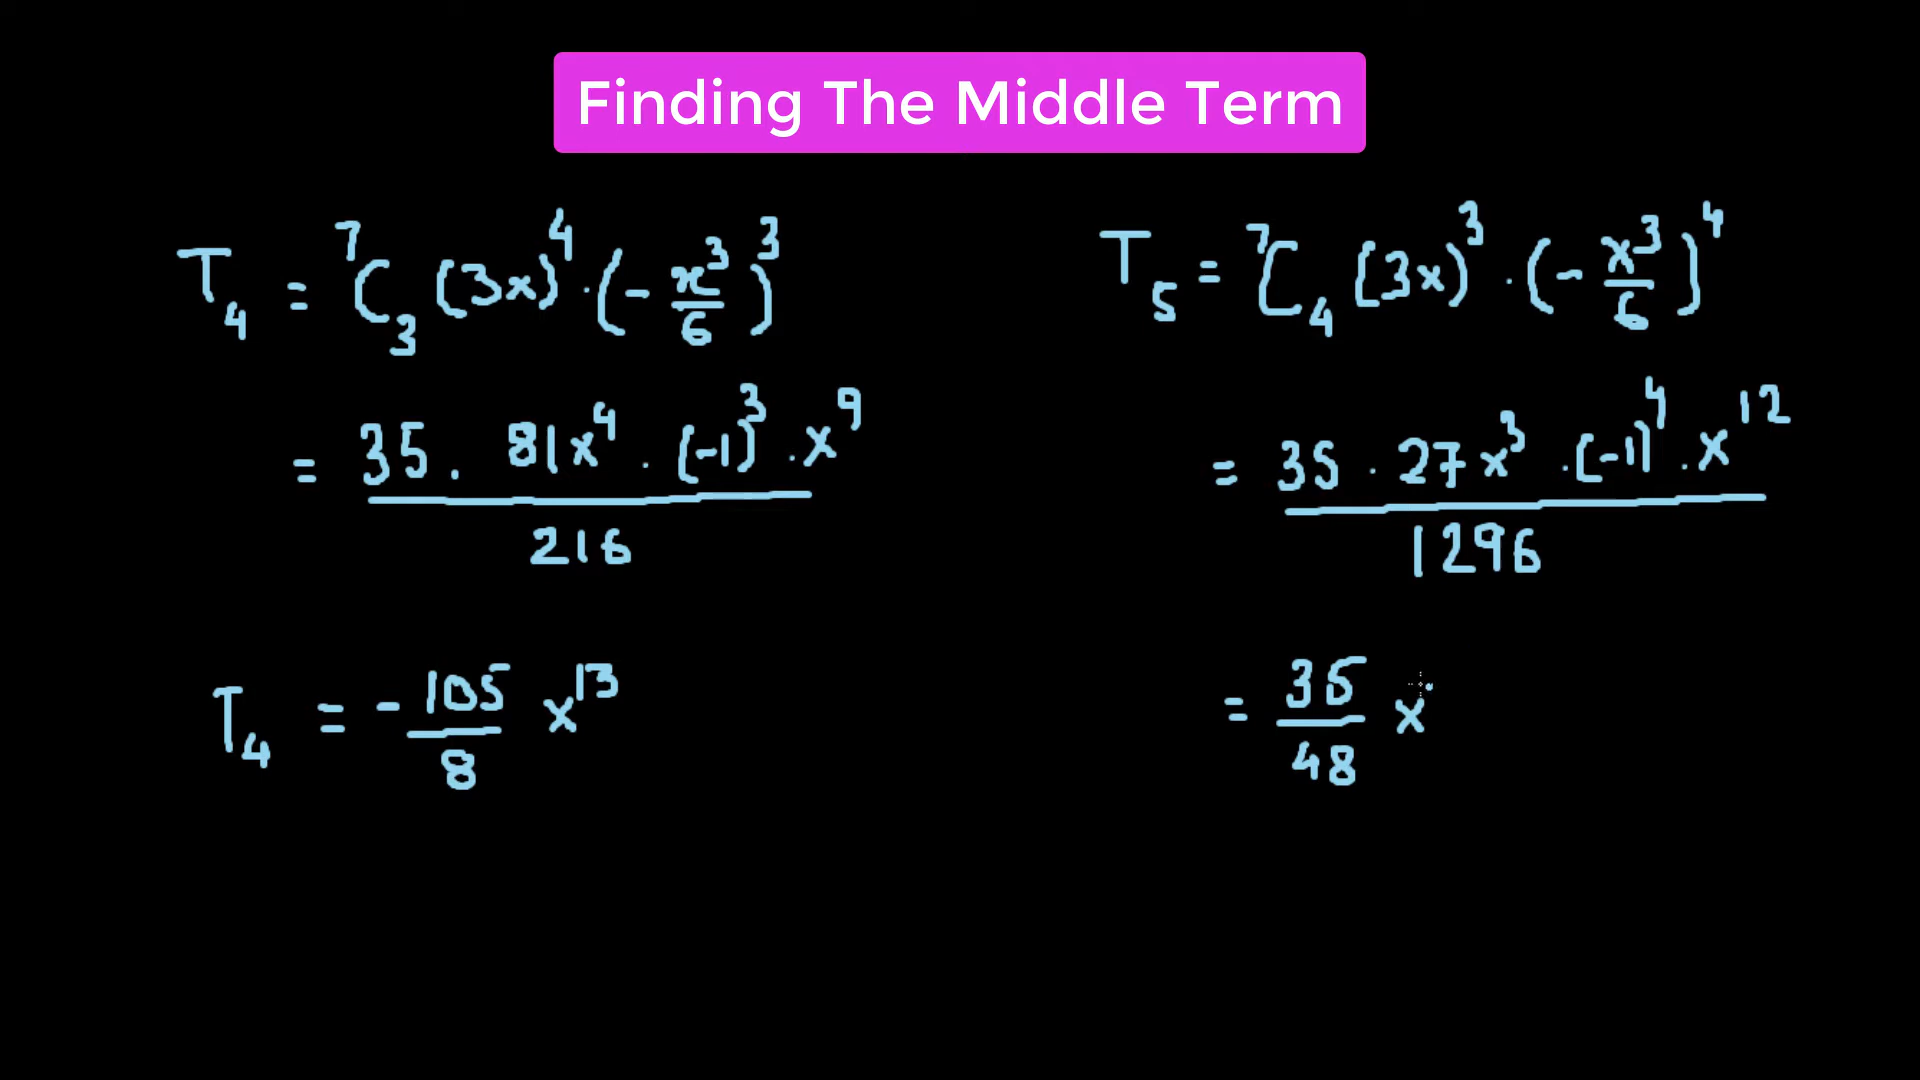 Finding The Middle Term
T₄ = ⁷C₃ (3x)⁴ · (-x³/6)³
= 35 . 81x⁴ · (-1)³ · x⁹ / 216
T₄ = -105/8 x¹³
T₅ = ⁷C₄ (3x)³ · (-x³/6)⁴
= 35 · 27x³ · (-1)⁴ · x¹² / 1296
= 35/48 x